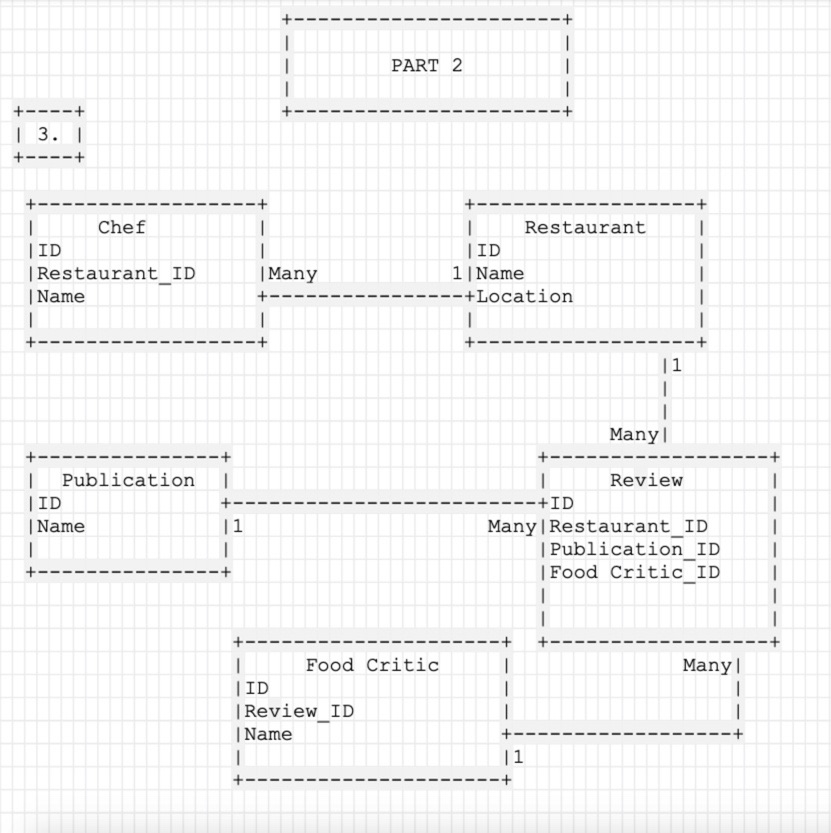 PART 2
3.
Chef
ID
Restaurant_ID
Name
Many 1
Restaurant
ID
Name
Location
1
Many
Publication
ID
Name
1 Many
Review
ID
Restaurant_ID
Publication_ID
Food Critic_ID
Food Critic
ID
Review_ID
Name
Many
1